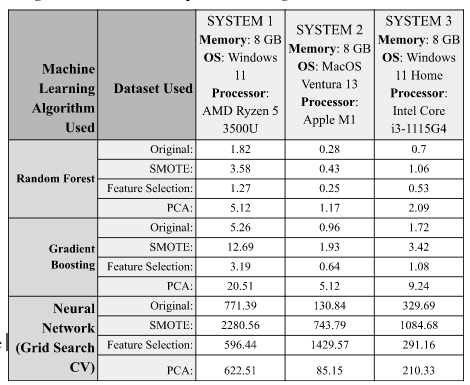 Machine Learning Algorithm Used
Dataset Used
SYSTEM 1
Memory: 8 GB
OS: Windows 11
Processor: AMD Ryzen 5 3500U
SYSTEM 2
Memory: 8 GB
OS: MacOS Ventura 13
Processor: Apple M1
SYSTEM 3
Memory: 8 GB
OS: Windows 11 Home
Processor: Intel Core i3-1115G4
Random Forest
Original: 1.82 0.28 0.7
SMOTE: 3.58 0.43 1.06
Feature Selection: 1.27 0.25 0.53
PCA: 5.12 1.17 2.09
Gradient Boosting
Original: 5.26 0.96 1.72
SMOTE: 12.69 1.93 3.42
Feature Selection: 3.19 0.64 1.08
PCA: 20.51 5.12 9.24
Neural Network (Grid Search CV)
Original: 771.39 130.84 329.69
SMOTE: 2280.56 743.79 1084.68
Feature Selection: 596.44 1429.57 291.16
PCA: 622.51 85.15 210.33